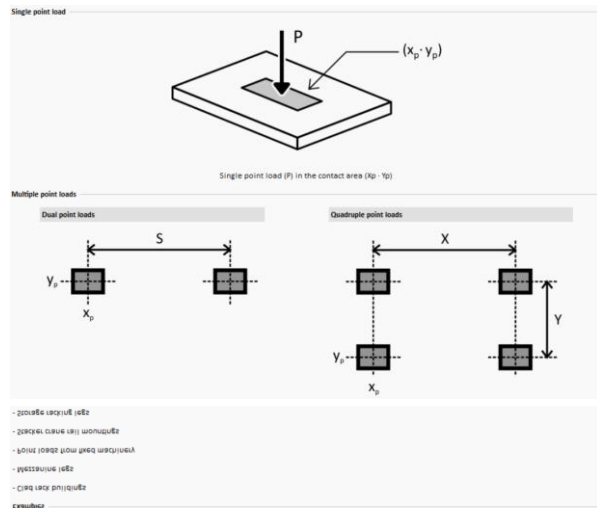 Single point load
P
(xp· yp)
Single point load (P) in the contact area (Xp · Yp)
Multiple point loads
Dual point loads
Quadruple point loads
S
X
yp
xp
Y
yp
xp
- Storage racking legs
- Stacker crane rail mountings
- Point loads from fixed machinery
- Mezzanine legs
- Clad rack buildings
Examples